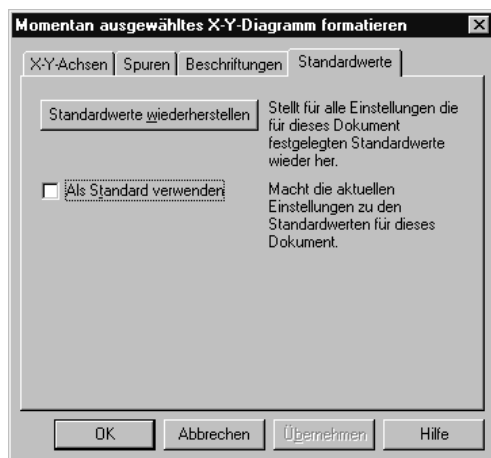 Momentan ausgewähltes X-Y-Diagramm formatieren
X-Y-Achsen Spuren Beschriftungen Standardwerte
Standardwerte wiederherstellen
Stellt für alle Einstellungen die
für dieses Dokument
festgelegten Standardwerte
wieder her.
Als Standard verwenden
Macht die aktuellen
Einstellungen zu den
Standardwerten für dieses
Dokument.
OK Abbrechen Übernehmen Hilfe